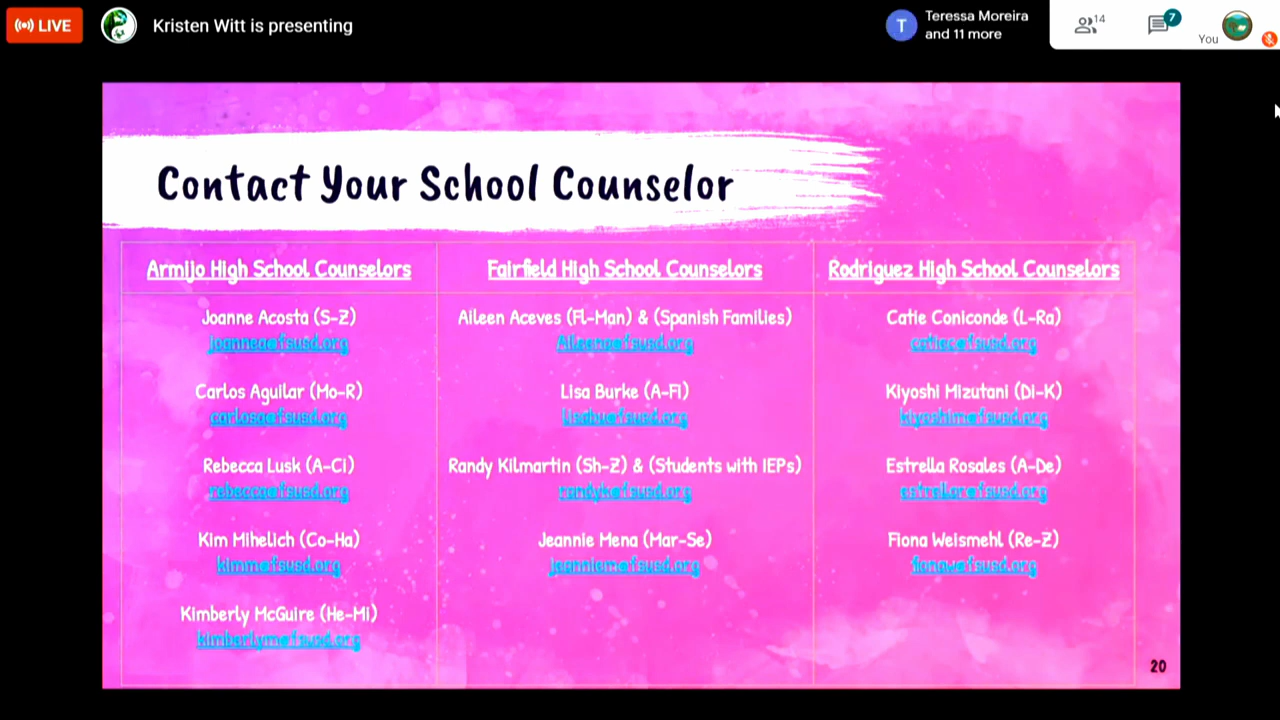 LIVE
Kristen Witt is presenting
T
Teressa Moreira
and 11 more
14
7
You
Contact Your School Counselor
Armijo High School Counselors
Joanne Acosta (S-Z)
joannea@fsusd.org
Carlos Aguilar (Mo-R)
carlosa@fsusd.org
Rebecca Lusk (A-Ci)
rebecca@fsusd.org
Kim Mihelich (Co-Ha)
kimm@fsusd.org
Kimberly McGuire (He-Mi)
kimberlym@fsusd.org
Fairfield High School Counselors
Aileen Aceves (Fl-Man) & (Spanish Families)
Aileena@fsusd.org
Lisa Burke (A-Fi)
lisabu@fsusd.org
Randy Kilmartin (Sh-Z) & (Students with IEPs)
randyk@fsusd.org
Jeannie Mena (Mar-Se)
jeanniem@fsusd.org
Rodriguez High School Counselors
Catie Coniconde (L-Ra)
catiec@fsusd.org
Kiyoshi Mizutani (Di-K)
kiyoshim@fsusd.org
Estrella Rosales (A-De)
estrellar@fsusd.org
Fiona Weismehl (Re-Z)
fionaw@fsusd.org
20